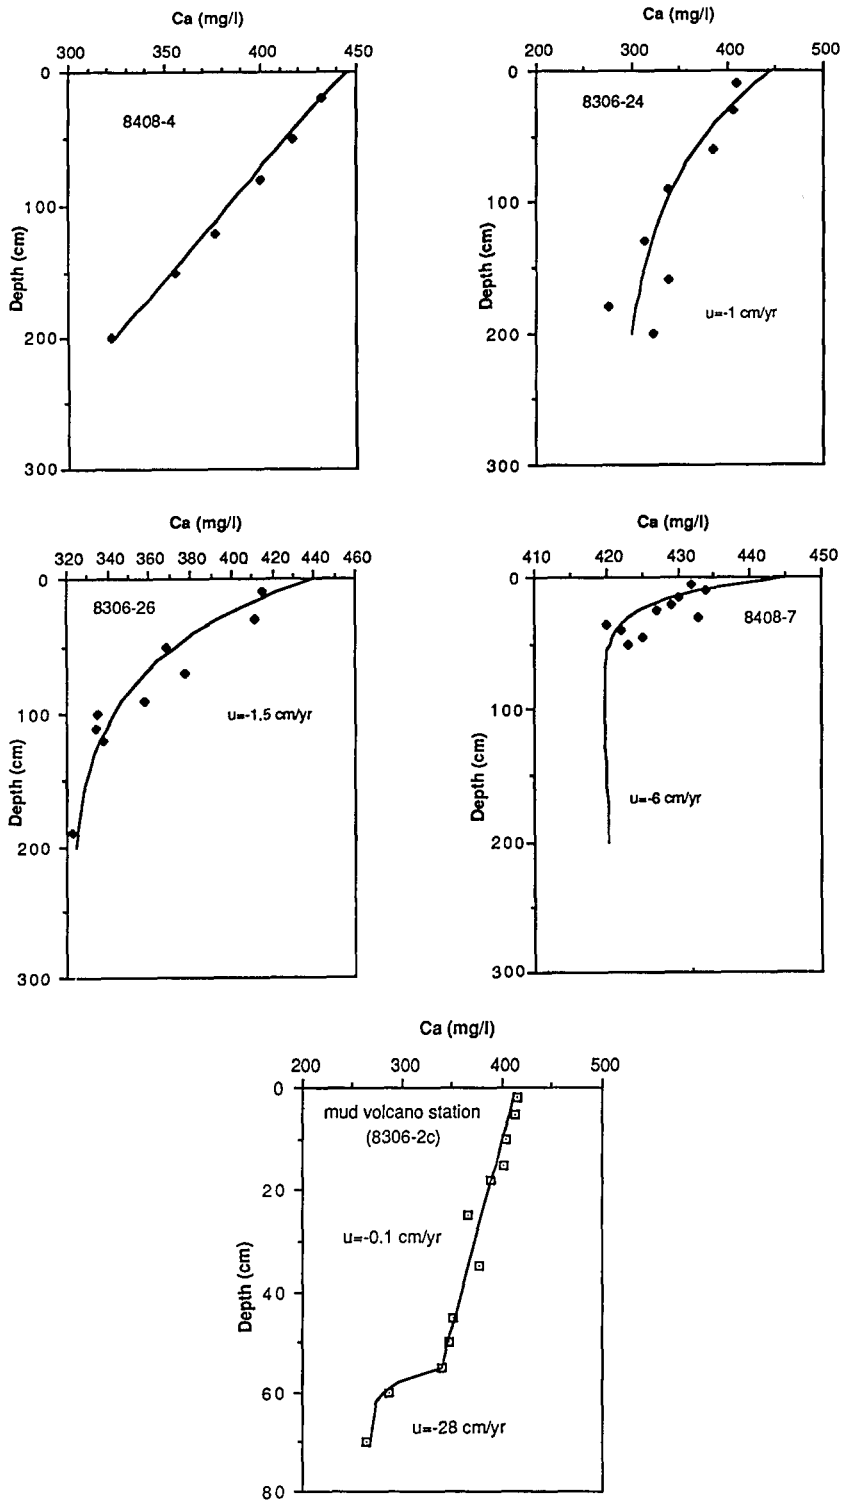 Ca (mg/l)
300 350 400 450
0
100
200
300
Depth (cm)
8408-4
Ca (mg/l)
200 300 400 500
0
100
200
300
Depth (cm)
8306-24
u=-1 cm/yr
Ca (mg/l)
320 340 360 380 400 420 440 460
0
100
200
300
Depth (cm)
8306-26
u=-1.5 cm/yr
Ca (mg/l)
410 420 430 440 450
0
100
200
300
Depth (cm)
8408-7
u=-6 cm/yr
Ca (mg/l)
200 300 400 500
0
20
40
60
80
Depth (cm)
mud volcano station
(8306-2c)
u=-0.1 cm/yr
u=-28 cm/yr